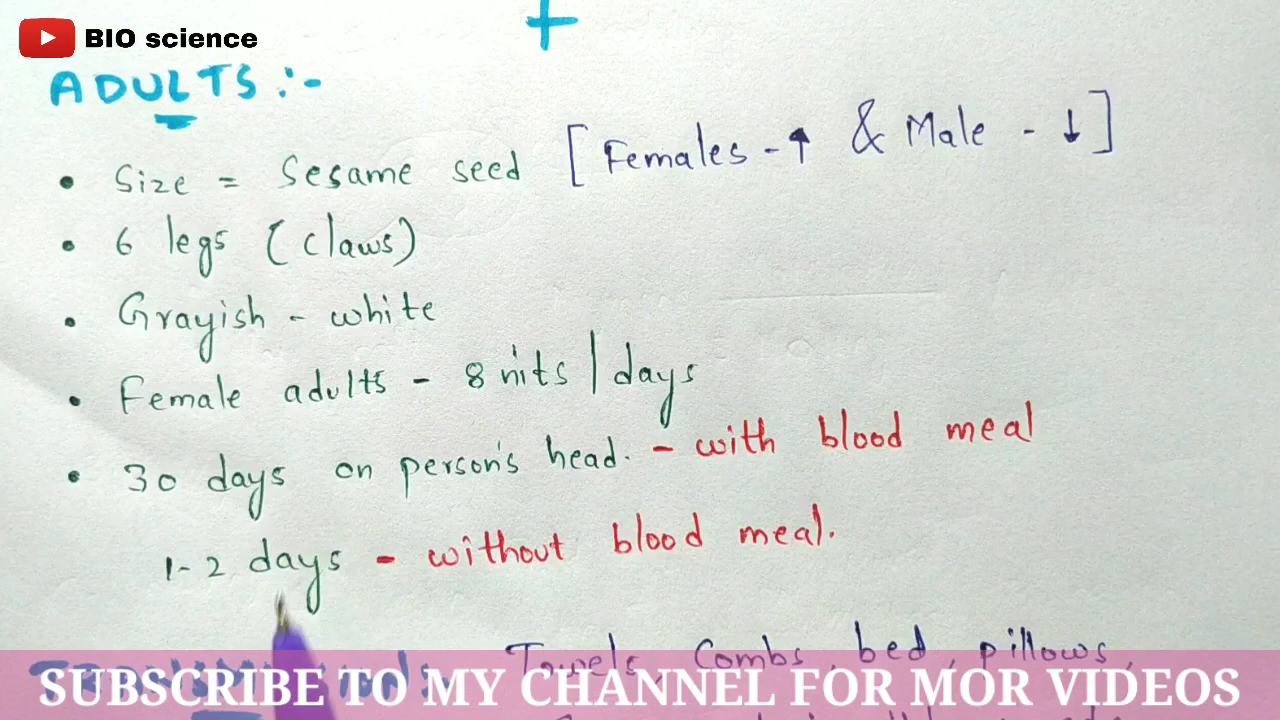 BIO science
ADULTS :-
• Size = Sesame seed [Females - ↑ & Male - ↓]
• 6 legs (claws)
• Grayish - white
• Female adults - 8 nits / days
• 30 days on person's head. - with blood meal
1-2 days - without blood meal.
Towels, Combs, bed, pillows,
SUBSCRIBE TO MY CHANNEL FOR MOR VIDEOS